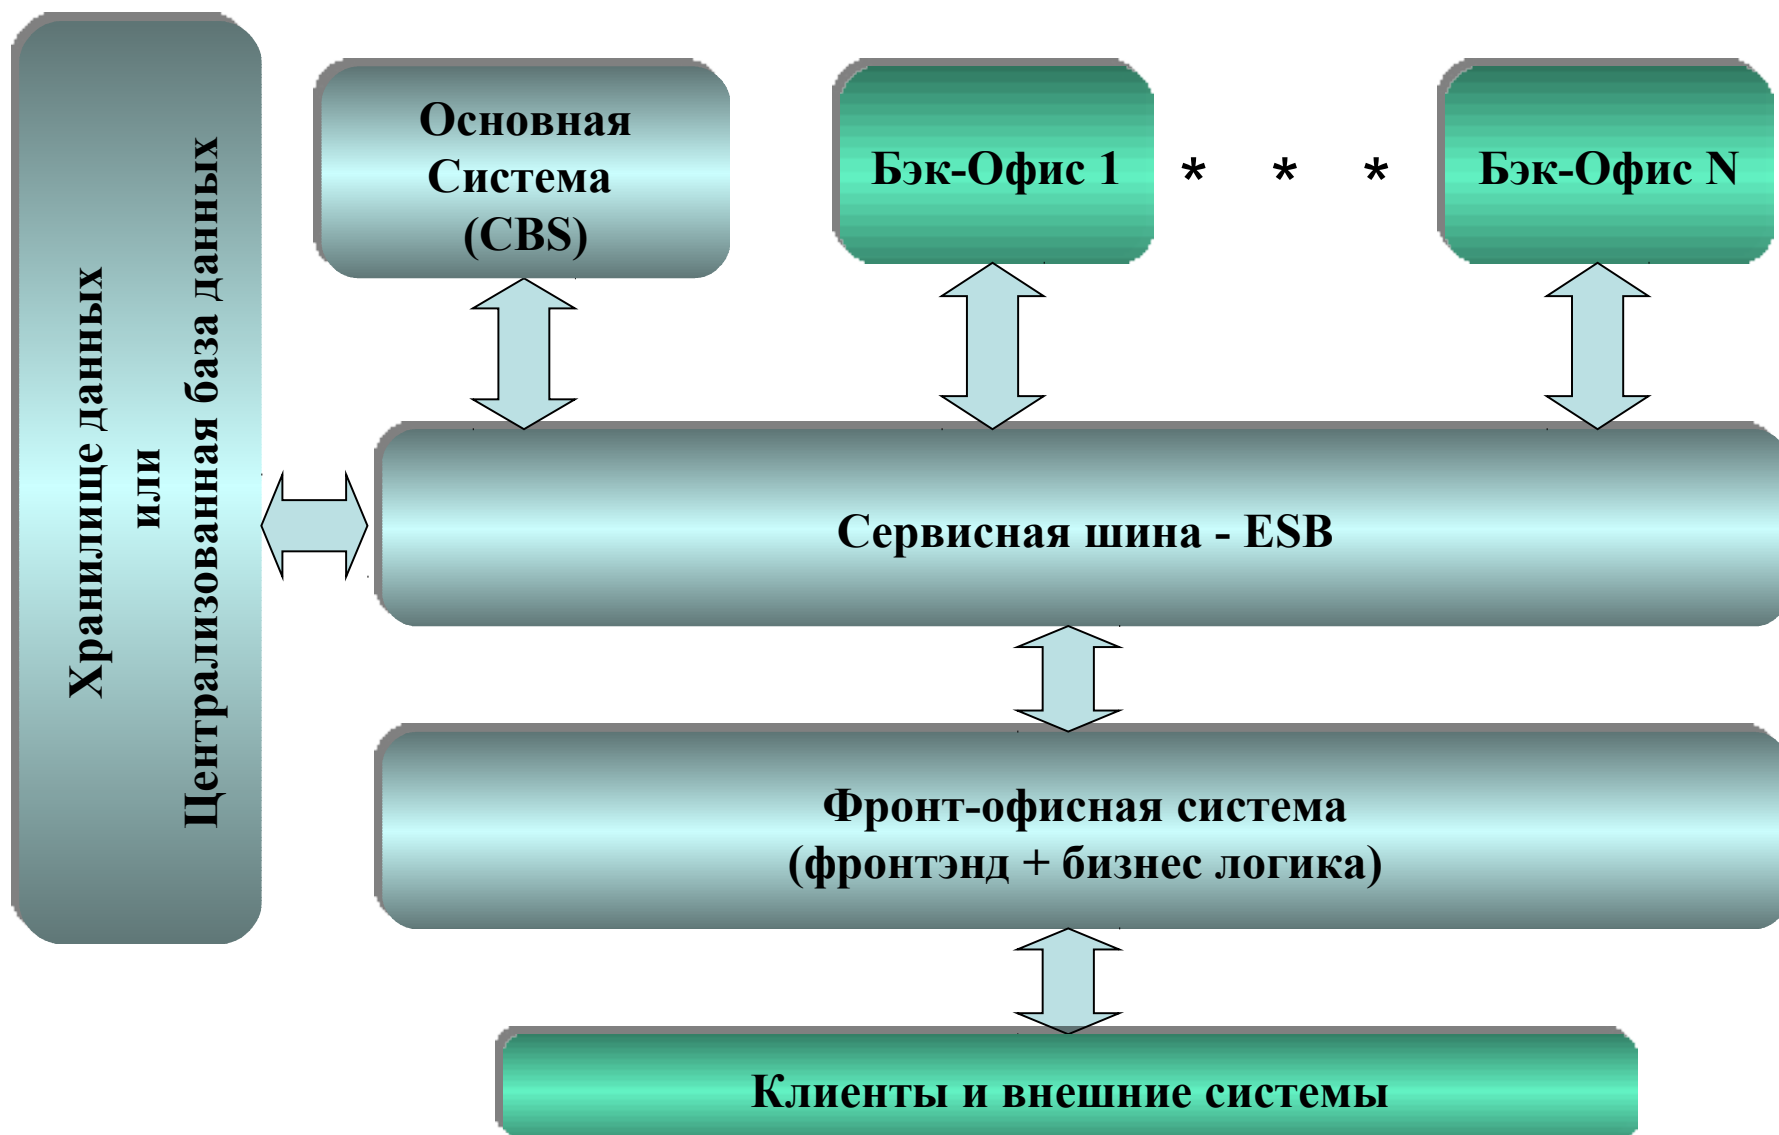 Хранилище данных
или
Централизованная база данных
Основная
Система
(CBS)
Бэк-Офис 1
* * *
Бэк-Офис N
Сервисная шина - ESB
Фронт-офисная система
(фронтэнд + бизнес логика)
Клиенты и внешние системы